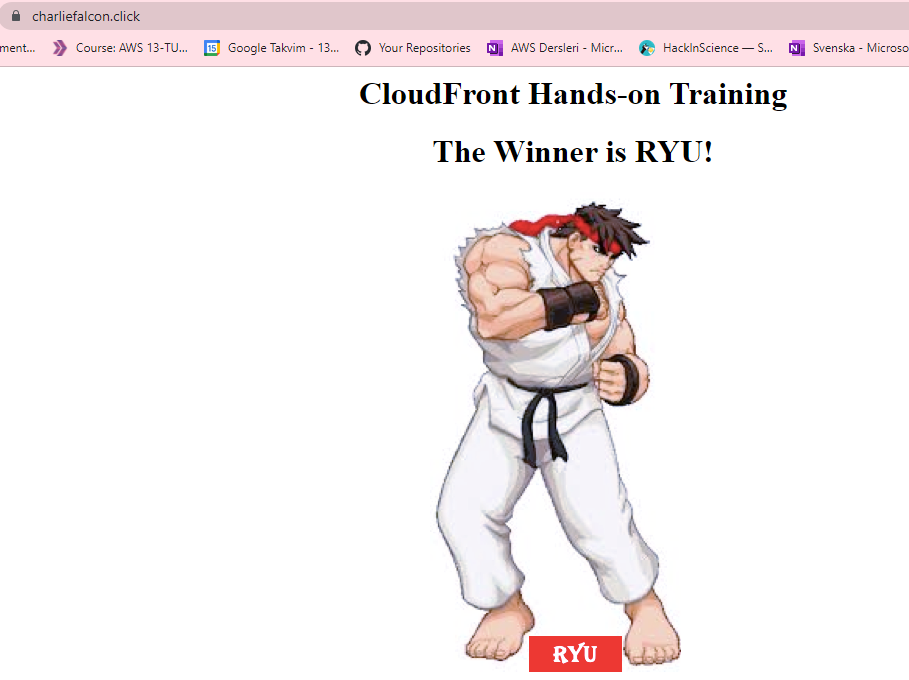 charliefalcon.click
ment... Course: AWS 13-TU... Google Takvim - 13... Your Repositories AWS Dersleri - Micr... HackInScience — S... Svenska - Microso
CloudFront Hands-on Training
The Winner is RYU!
RYU